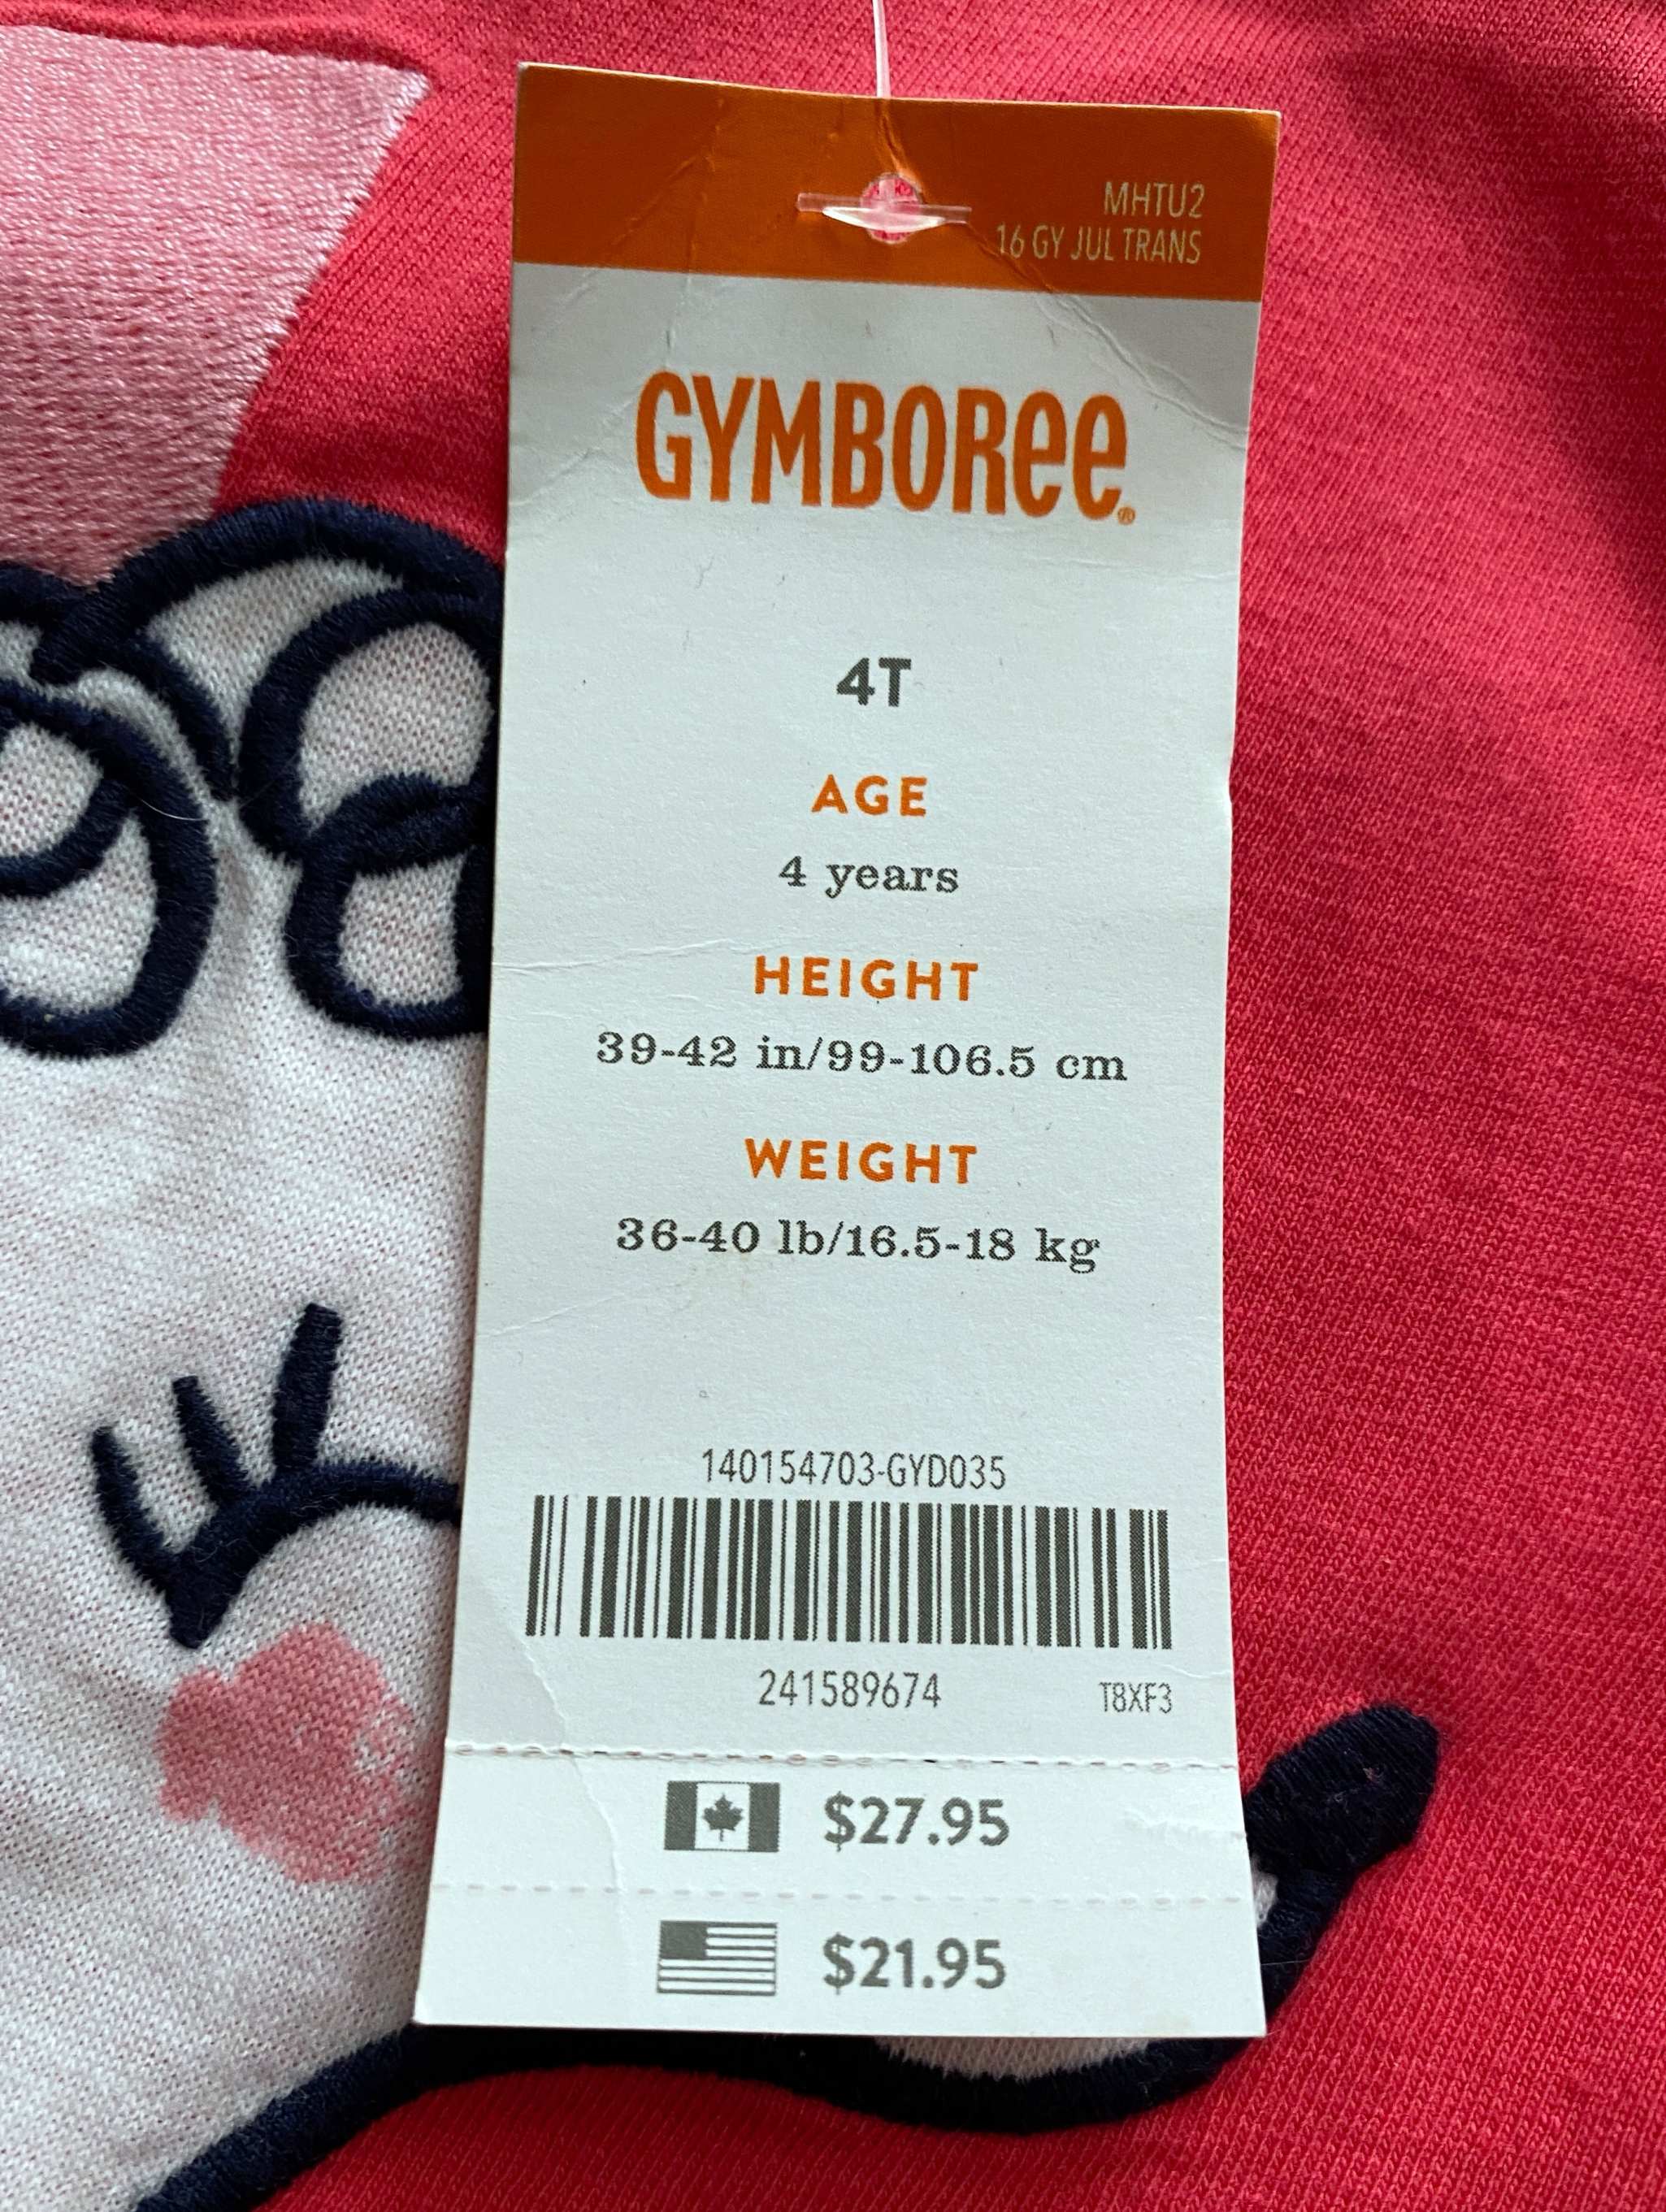 MHTU2
16 GY JUL TRANS
GYMBOREE®
4T
AGE
4 years
HEIGHT
39-42 in/99-106.5 cm
WEIGHT
36-40 lb/16.5-18 kg
140154703-GYD035
241589674 T8XF3
$27.95
$21.95